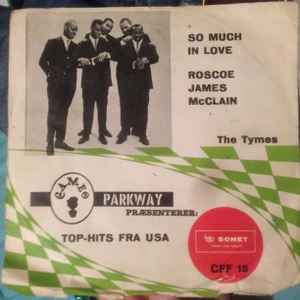 SO MUCH
IN LOVE
ROSCOE
JAMES
McCLAIN
The Tymes
CAMEO
PARKWAY
PRÆSENTERER:
TOP-HITS FRA USA
SONET
CFF 15